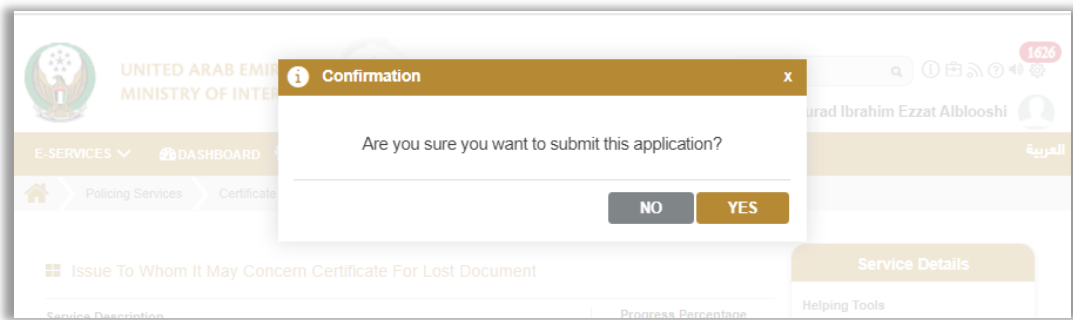 1626
UNITED ARAB EMIR
MINISTRY OF INTER
Confirmation
x
urad Ibrahim Ezzat Alblooshi
Are you sure you want to submit this application?
E-SERVICES
DASHBOARD
العربية
Policing Services
Certificate
NO
YES
Issue To Whom It May Concern Certificate For Lost Document
Service Details
Service Description
Progress Percentage
Helping Tools